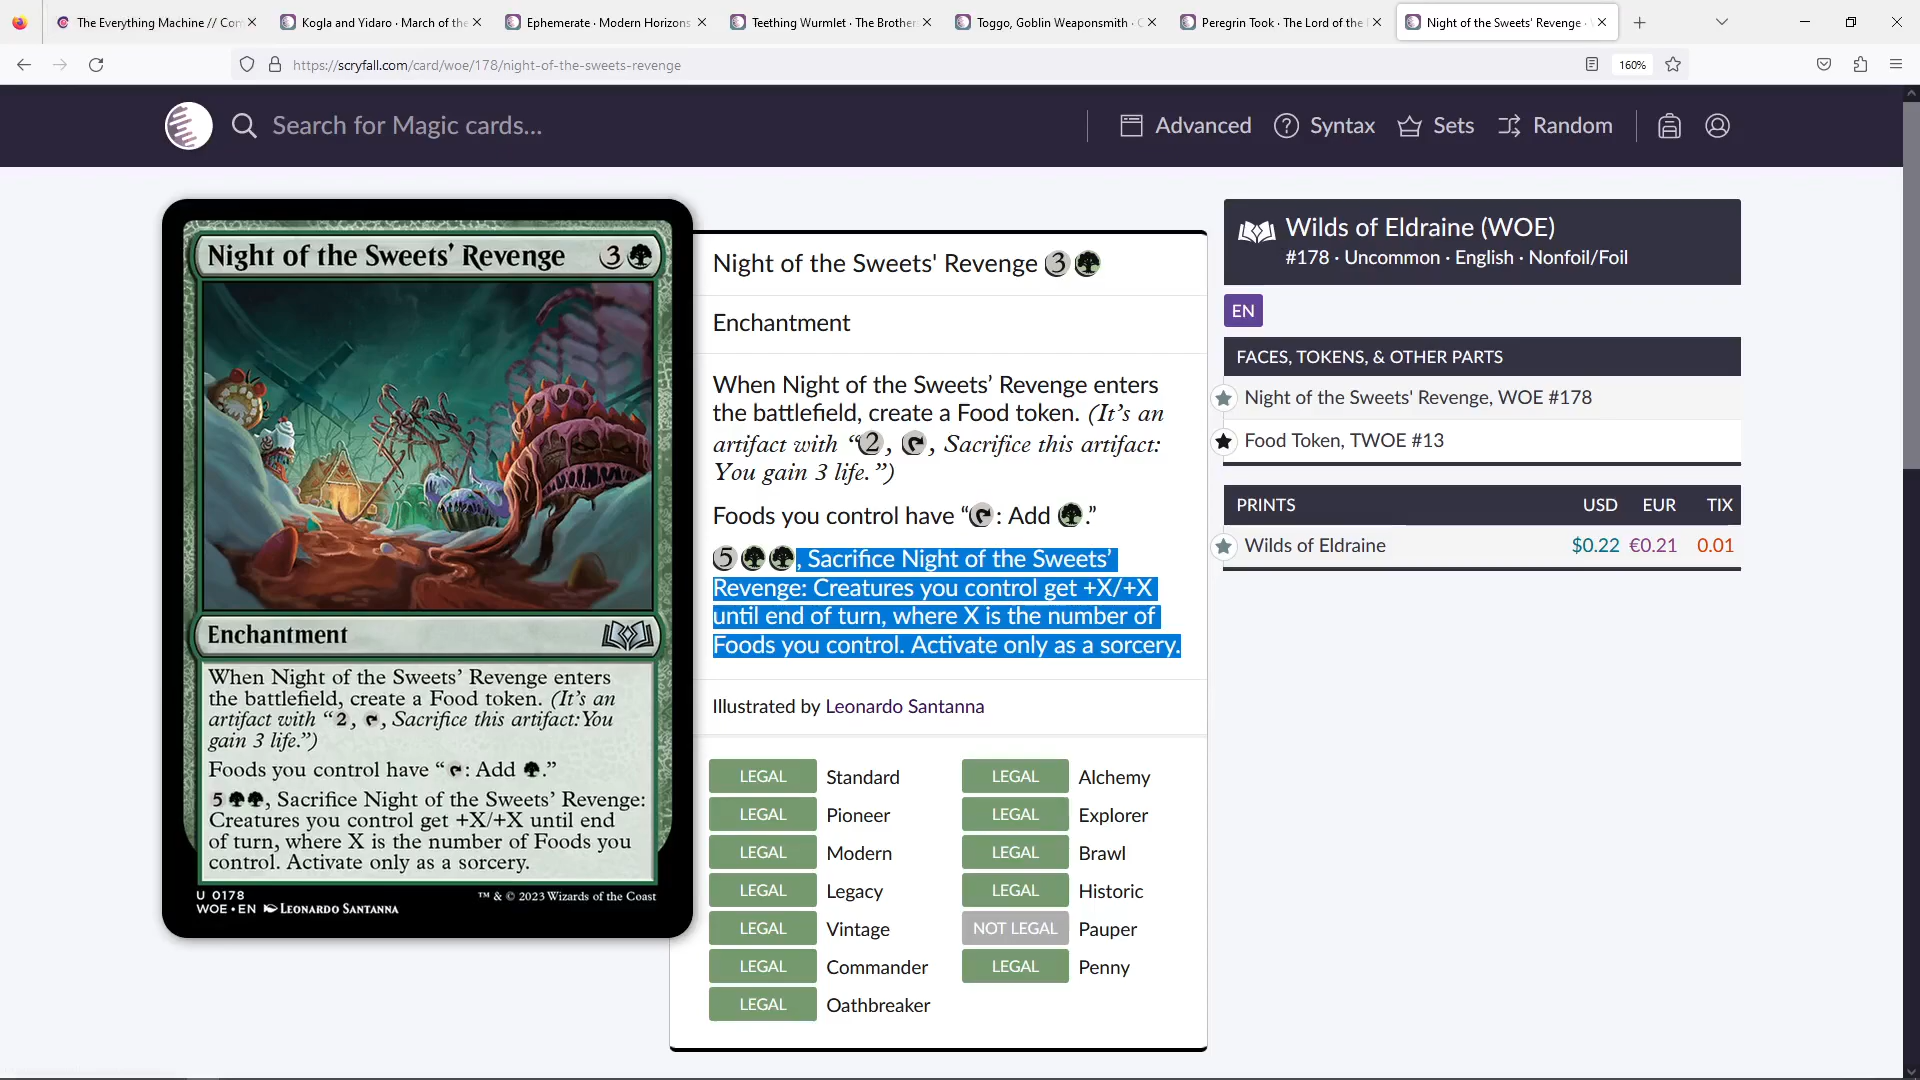 The Everything Machine // Con
Kogla and Yidaro · March of the
Ephemerate · Modern Horizons
Teething Wurmlet · The Brother
Toggo, Goblin Weaponsmith · C
Peregrin Took · The Lord of the
Night of the Sweets' Revenge ·
https://scryfall.com/card/woe/178/night-of-the-sweets-revenge
160%
Search for Magic cards...
Advanced
Syntax
Sets
Random
Night of the Sweets' Revenge 3
Enchantment
When Night of the Sweets' Revenge enters
the battlefield, create a Food token. (It's an
artifact with “2, , Sacrifice this artifact: You
gain 3 life.”)
Foods you control have “: Add .”
5, Sacrifice Night of the Sweets' Revenge:
Creatures you control get +X/+X until end
of turn, where X is the number of Foods you
control. Activate only as a sorcery.
U 0178
WOE • EN LEONARDO SANTANNA
™ & © 2023 Wizards of the Coast
Night of the Sweets' Revenge 3
Enchantment
When Night of the Sweets’ Revenge enters
the battlefield, create a Food token. (It’s an
artifact with “2, , Sacrifice this artifact:
You gain 3 life.”)
Foods you control have “: Add .”
5, Sacrifice Night of the Sweets’
Revenge: Creatures you control get +X/+X
until end of turn, where X is the number of
Foods you control. Activate only as a sorcery.
Illustrated by Leonardo Santanna
LEGAL Standard LEGAL Alchemy
LEGAL Pioneer LEGAL Explorer
LEGAL Modern LEGAL Brawl
LEGAL Legacy LEGAL Historic
LEGAL Vintage NOT LEGAL Pauper
LEGAL Commander LEGAL Penny
LEGAL Oathbreaker
Wilds of Eldraine (WOE)
#178 · Uncommon · English · Nonfoil/Foil
EN
FACES, TOKENS, & OTHER PARTS
Night of the Sweets' Revenge, WOE #178
Food Token, TWOE #13
PRINTS USD EUR TIX
Wilds of Eldraine $0.22 €0.21 0.01